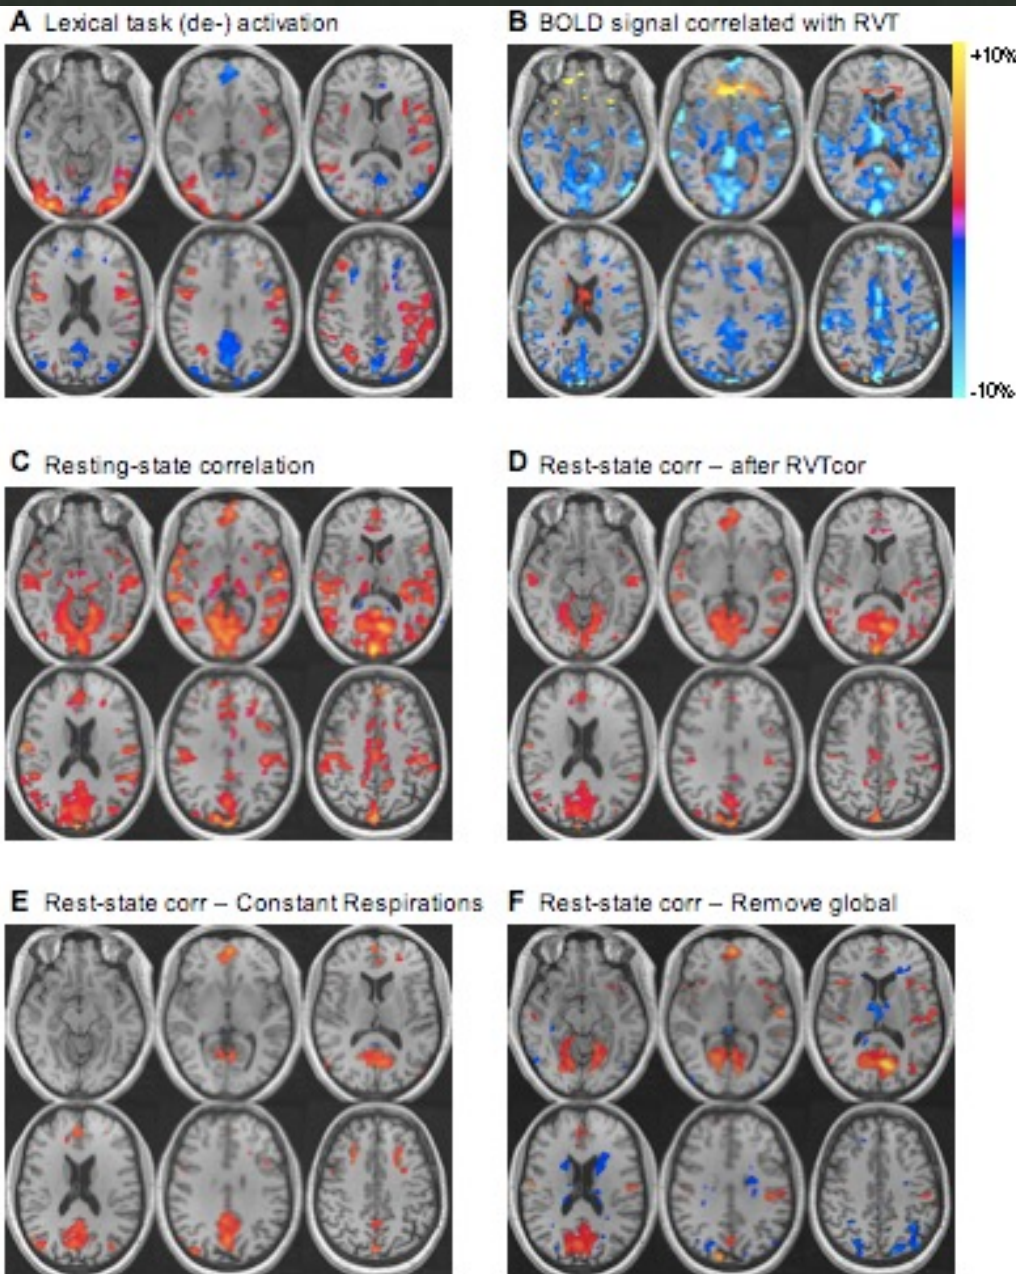 A Lexical task (de-) activation
B BOLD signal correlated with RVT
+10%
-10%
C Resting-state correlation
D Rest-state corr – after RVTcor
E Rest-state corr – Constant Respirations
F Rest-state corr – Remove global